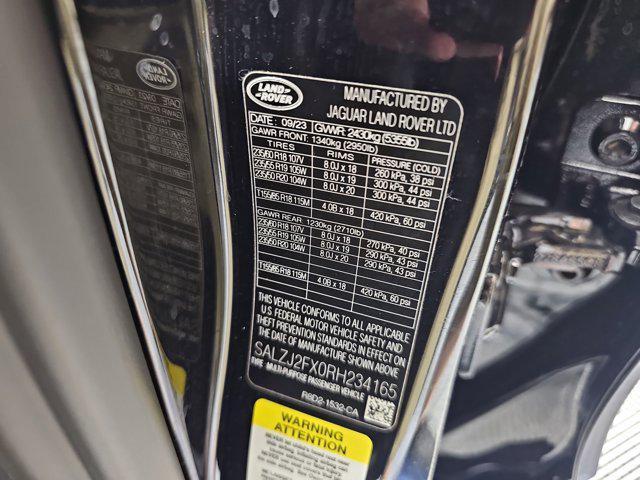 LAND
ROVER
MANUFACTURED BY
JAGUAR LAND ROVER LTD
DATE: 09/23 GVWR: 2430kg (5355lb)
GAWR FRONT: 1340kg (2950lb)
TIRES RIMS PRESSURE (COLD)
235/60 R18 107V 8.0J x 18 260 kPa, 38 psi
235/55 R19 105W 8.0J x 19 300 kPa, 44 psi
235/50 R20 104W 8.0J x 20 300 kPa, 44 psi
T155/85 R18 115M 4.0B x 18 420 kPa, 60 psi
GAWR REAR: 1230kg (2710lb)
235/60 R18 107V 8.0J x 18 270 kPa, 40 psi
235/55 R19 105W 8.0J x 19 290 kPa, 43 psi
235/50 R20 104W 8.0J x 20 290 kPa, 43 psi
T155/85 R18 115M 4.0B x 18 420 kPa, 60 psi
THIS VEHICLE CONFORMS TO ALL APPLICABLE
U.S. FEDERAL MOTOR VEHICLE SAFETY AND
THEFT PREVENTION STANDARDS IN EFFECT ON
THE DATE OF MANUFACTURE SHOWN ABOVE
SALZJ2FX0RH234165
TYPE: MULTI-PURPOSE PASSENGER VEHICLE
R8D2-1532-CA
WARNING
ATTENTION